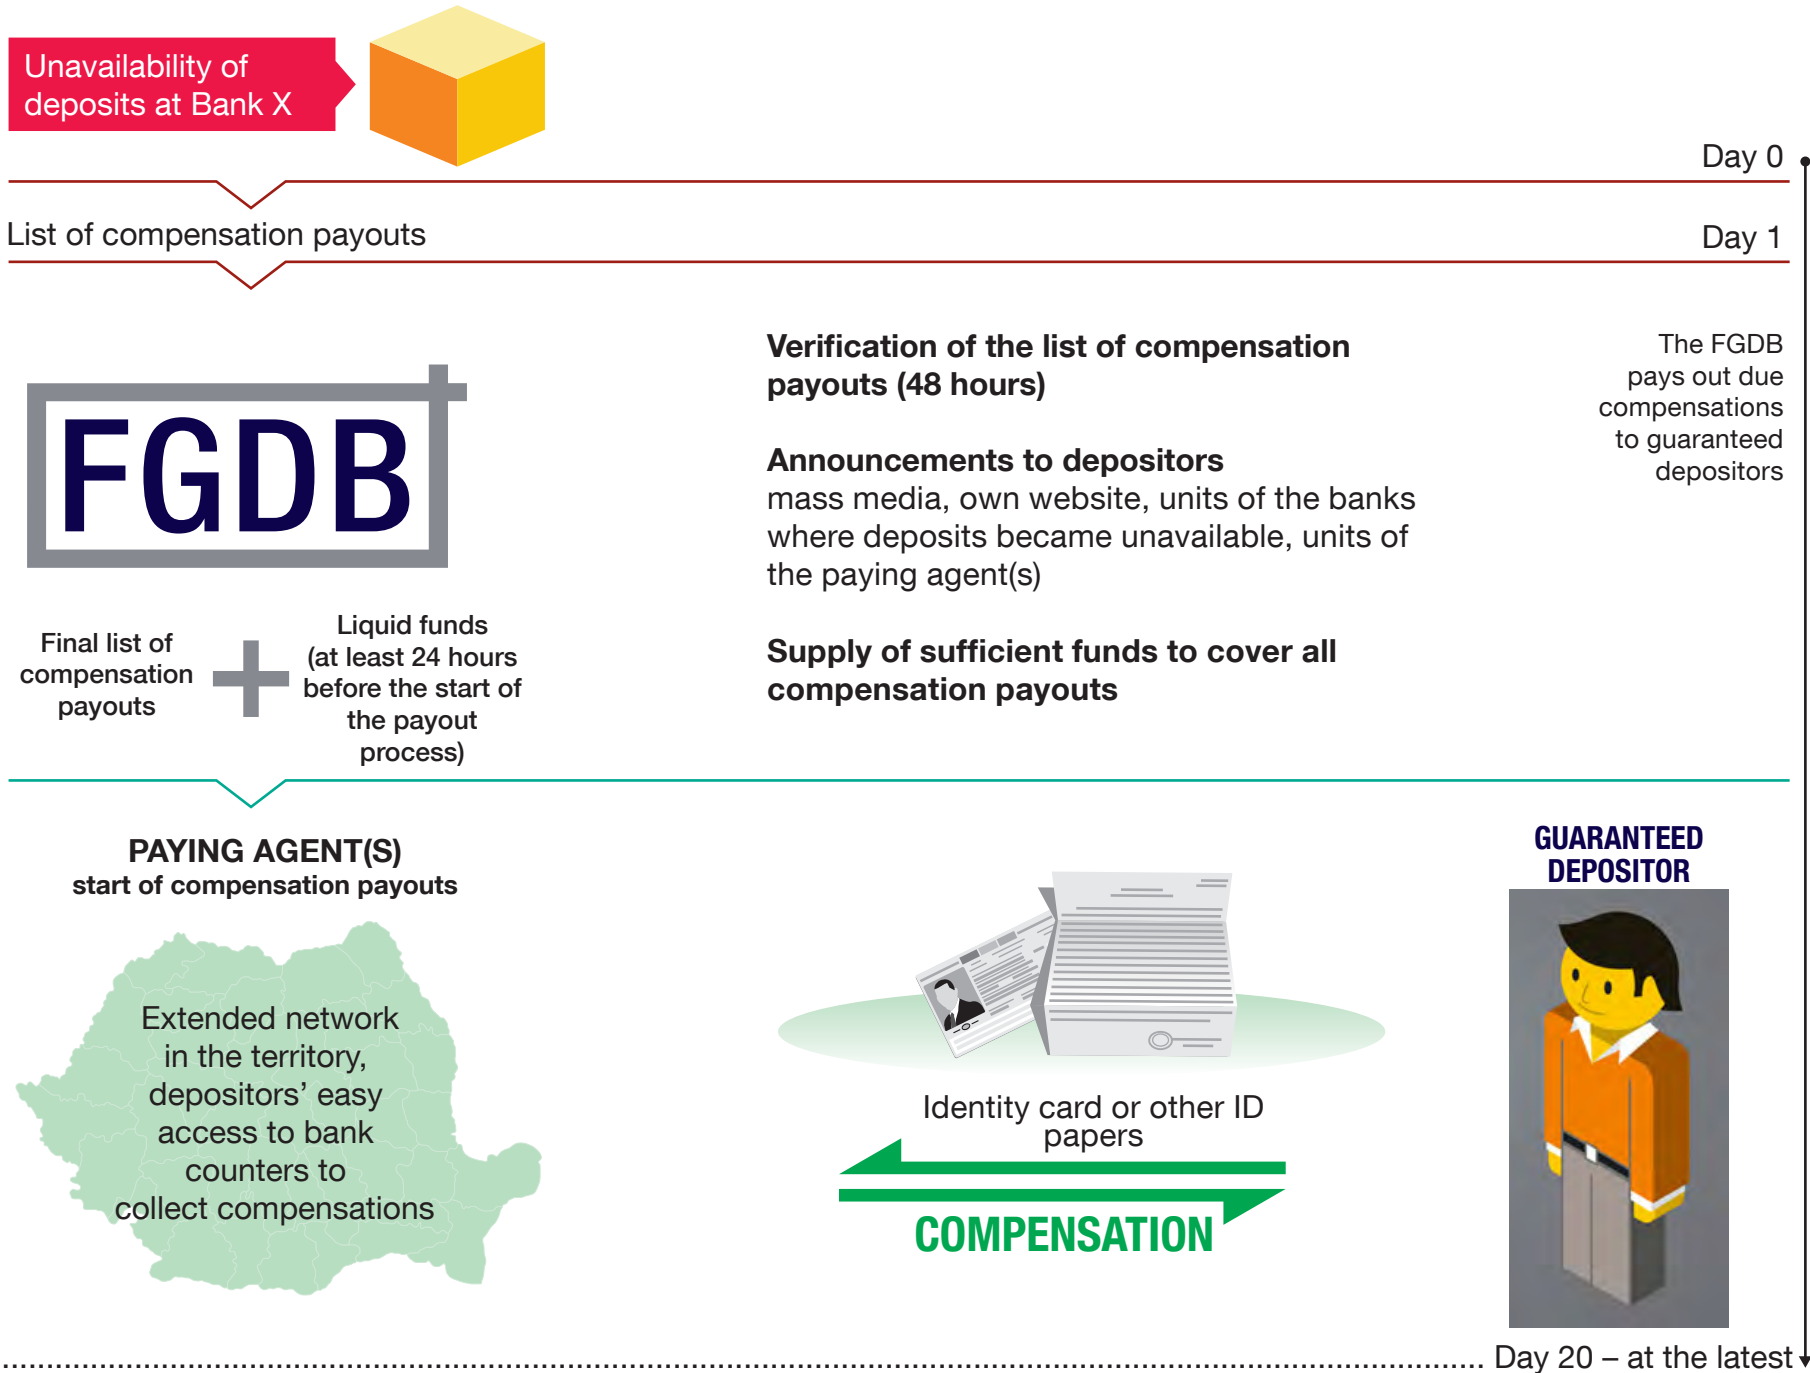 Unavailability of
deposits at Bank X
Day 0
List of compensation payouts
Day 1
FGDB
Verification of the list of compensation
payouts (48 hours)
Announcements to depositors
mass media, own website, units of the banks
where deposits became unavailable, units of
the paying agent(s)
Supply of sufficient funds to cover all
compensation payouts
The FGDB
pays out due
compensations
to guaranteed
depositors
Final list of
compensation
payouts
Liquid funds
(at least 24 hours
before the start of
the payout
process)
PAYING AGENT(S)
start of compensation payouts
Extended network
in the territory,
depositors’ easy
access to bank
counters to
collect compensations
Identity card or other ID
papers
COMPENSATION
GUARANTEED
DEPOSITOR
Day 20 – at the latest